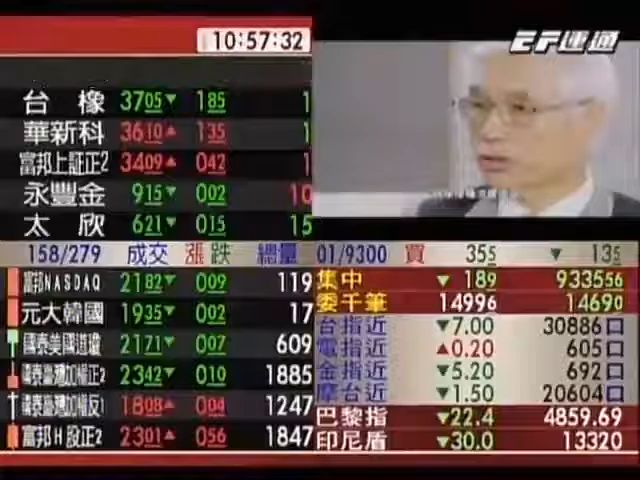 10:57:32
EF運通
台橡 3705▼ 185 1
華新科 3610▲ 135 1
富邦上証正2 3409▲ 042 1
永豐金 915▼ 002 10
太欣 621▼ 015 15
158/279 成交 漲跌 總量 01/9300 買 355 ▼ 135
富邦NASDAQ 2182▼ 009 119
元大韓國 1935▼ 002 17
國泰美國道瓊 2171▼ 007 609
國泰臺灣加權正2 2342▼ 010 1885
國泰臺灣加權反1 1808▲ 004 1247
富邦H股正2 2301▲ 056 1847
集中 ▼ 189 933556
委千筆 14996 14690
台指近 ▼7.00 30886口
電指近 ▲0.20 605口
金指近 ▼5.20 692口
摩台近 ▼1.50 20604口
巴黎指 ▼22.4 4859.69
印尼盾 ▼30.0 13320